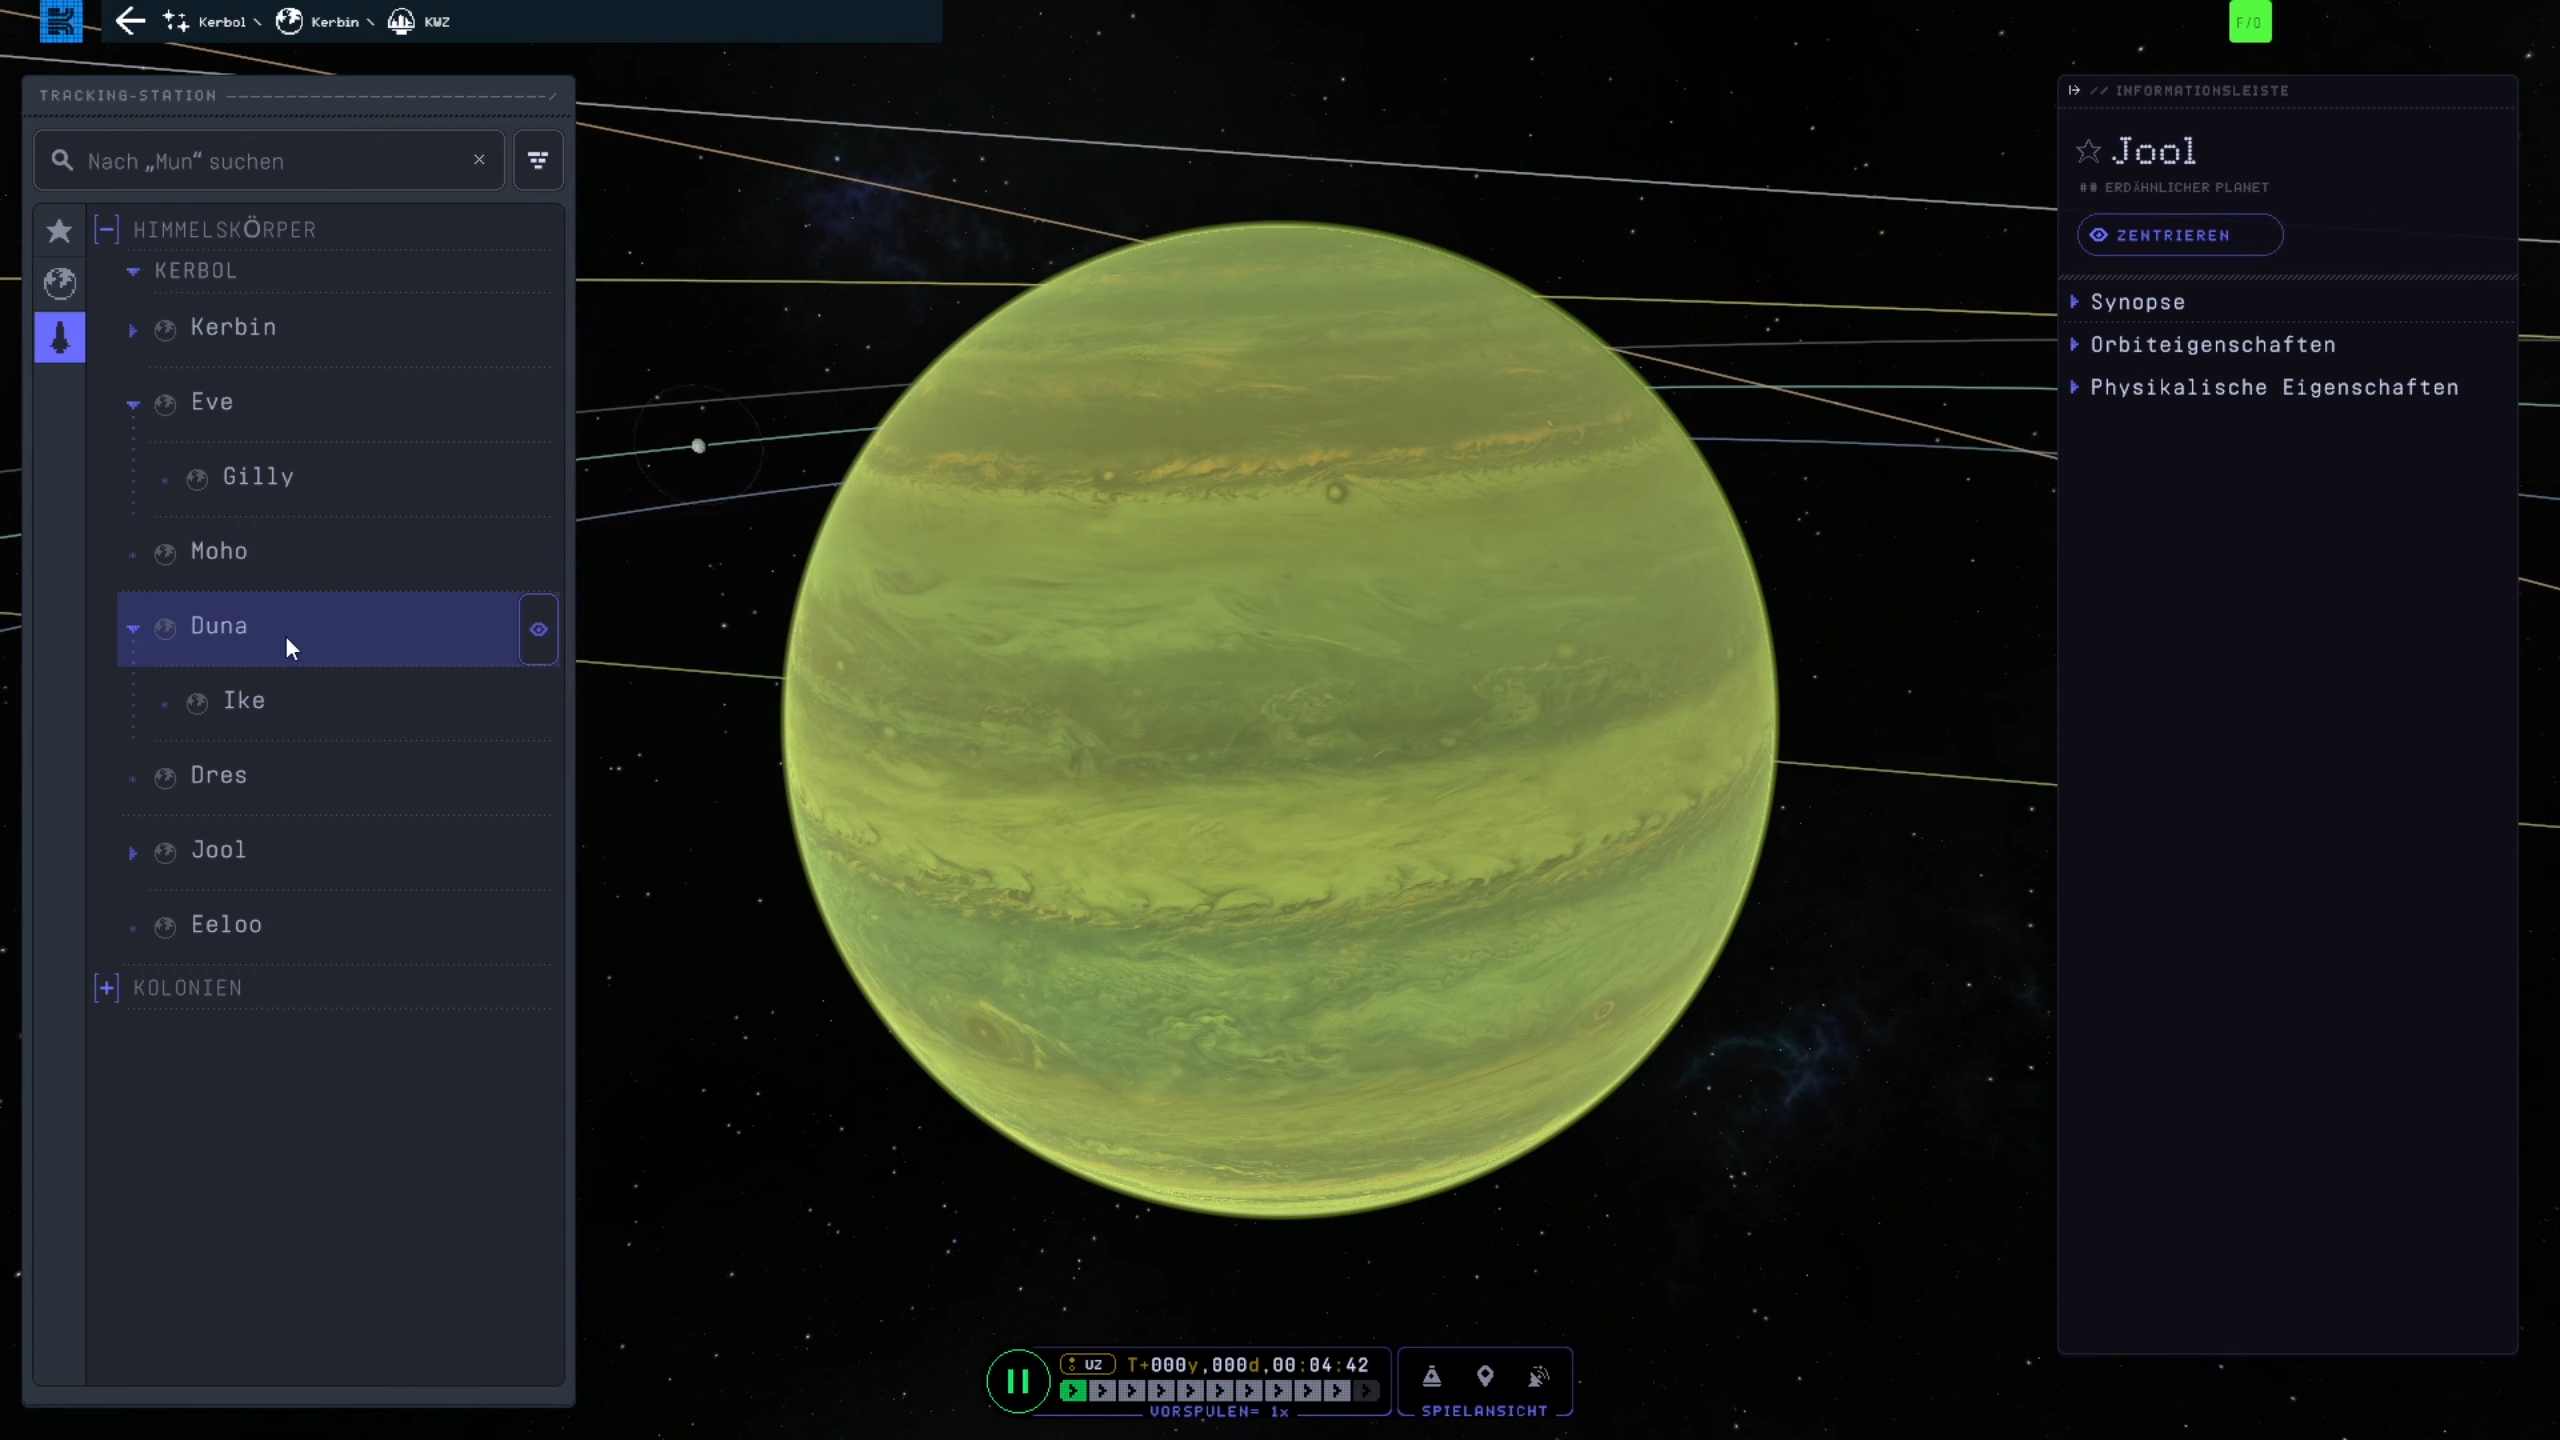 Kerbol \ Kerbin \ KWZ
F/O
TRACKING-STATION
Nach „Mun“ suchen
HIMMELSKÖRPER
KERBOL
Kerbin
Eve
Gilly
Moho
Duna
Ike
Dres
Jool
Eeloo
KOLONIEN
// INFORMATIONSLEISTE
Jool
## ERDÄHNLICHER PLANET
ZENTRIEREN
Synopse
Orbiteigenschaften
Physikalische Eigenschaften
UZ T+000y,000d,00:04:42
VORSPULEN= 1x
SPIELANSICHT